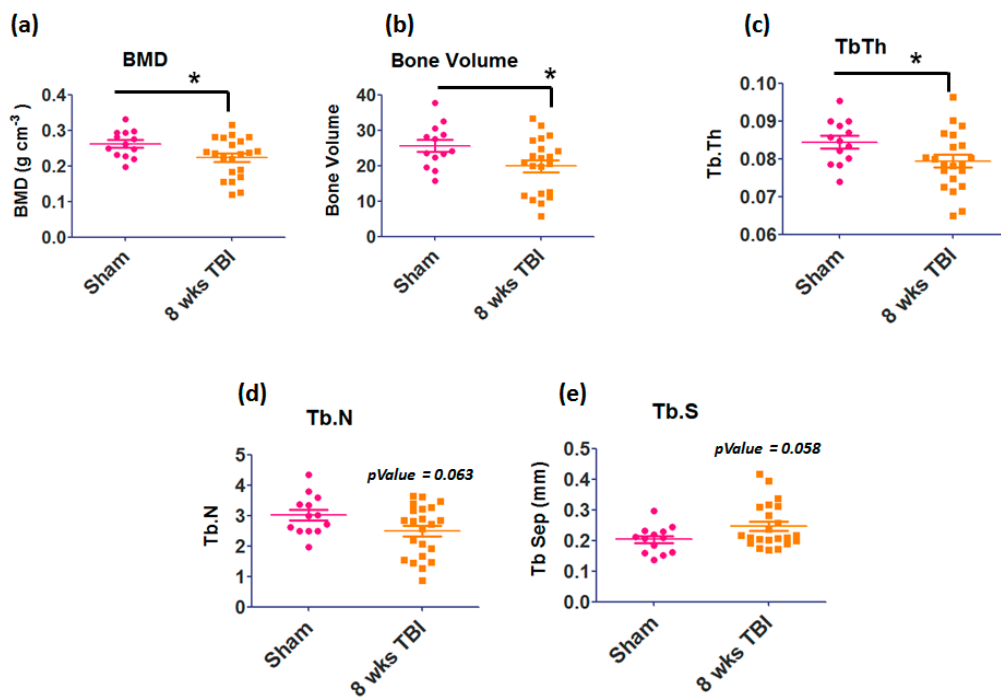 (a)
BMD
*
BMD (g cm⁻³)
0.4
0.3
0.2
0.1
0.0
Sham
8 wks TBI
(b)
Bone Volume
*
Bone Volume
40
30
20
10
0
Sham
8 wks TBI
(c)
TbTh
*
Tb.Th
0.10
0.09
0.08
0.07
0.06
Sham
8 wks TBI
(d)
Tb.N
pValue = 0.063
Tb.N
5
4
3
2
1
0
Sham
8 wks TBI
(e)
Tb.S
pValue = 0.058
Tb Sep (mm)
0.5
0.4
0.3
0.2
0.1
0.0
Sham
8 wks TBI